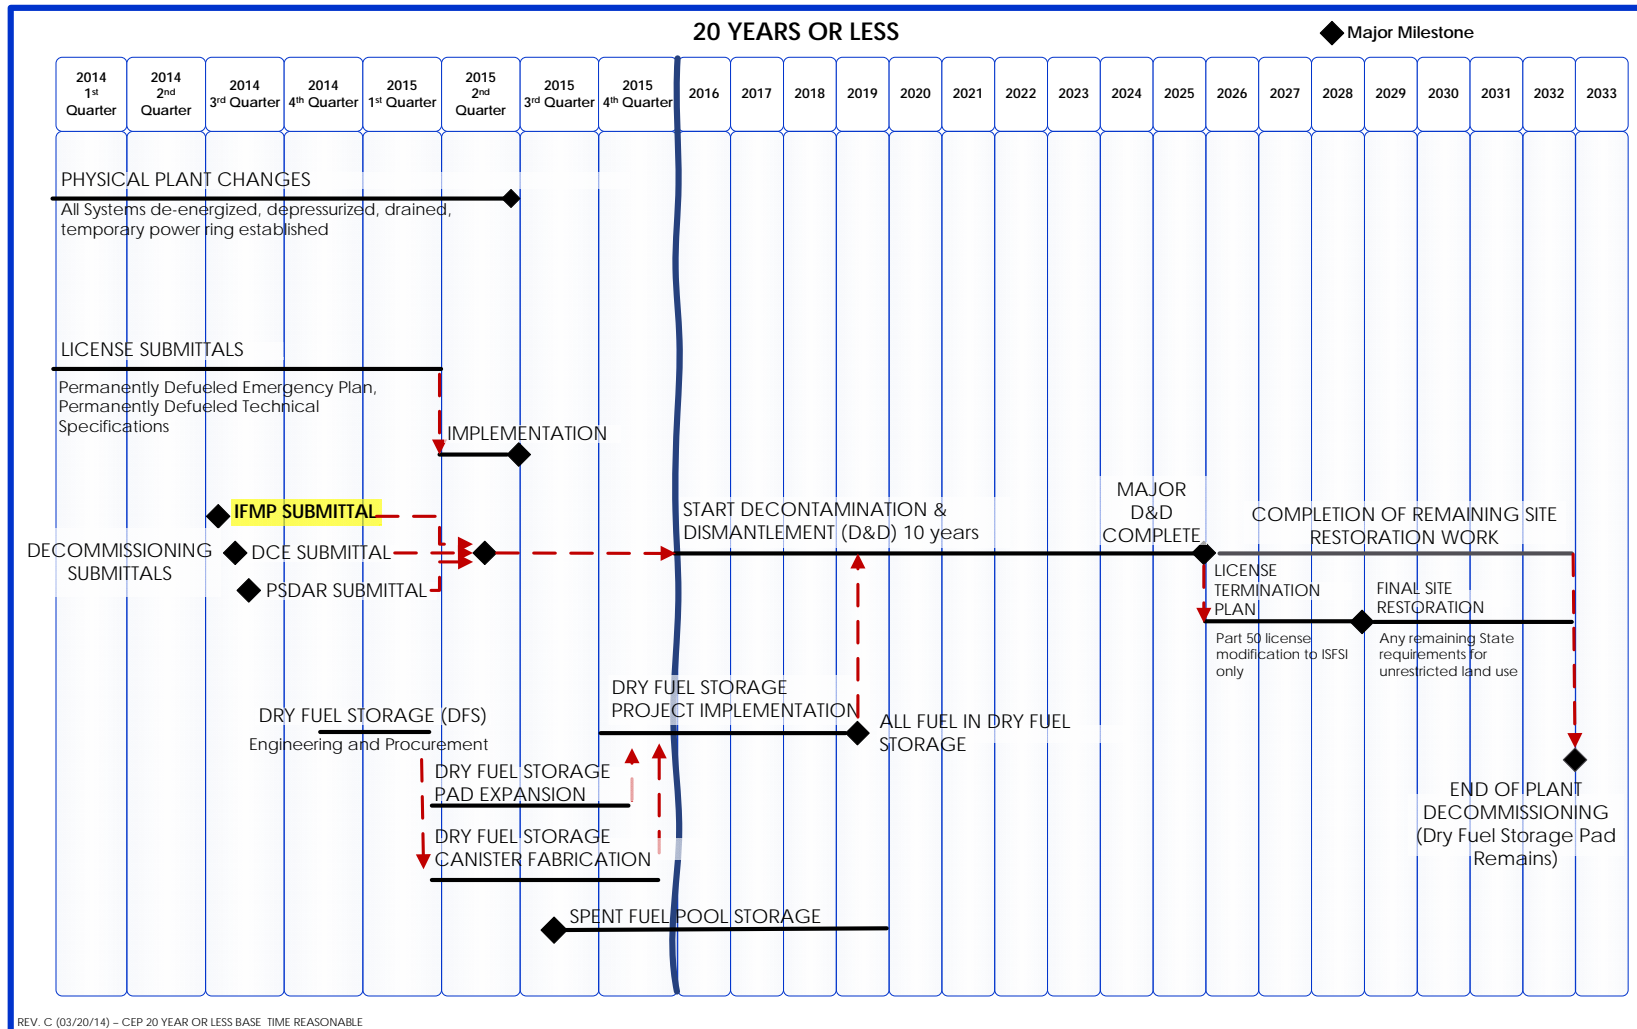 20 YEARS OR LESS
Major Milestone
2014
1st
Quarter
2014
2nd
Quarter
2014
3rd Quarter
2014
4th Quarter
2015
1st Quarter
2015
2nd
Quarter
2015
3rd Quarter
2015
4th Quarter
2016
2017
2018
2019
2020
2021
2022
2023
2024
2025
2026
2027
2028
2029
2030
2031
2032
2033
PHYSICAL PLANT CHANGES
All Systems de-energized, depressurized, drained,
temporary power ring established
LICENSE SUBMITTALS
Permanently Defueled Emergency Plan,
Permanently Defueled Technical
Specifications
IMPLEMENTATION
IFMP SUBMITTAL
DECOMMISSIONING
SUBMITTALS
DCE SUBMITTAL
PSDAR SUBMITTAL
START DECONTAMINATION &
DISMANTLEMENT (D&D) 10 years
MAJOR
D&D
COMPLETE
COMPLETION OF REMAINING SITE
RESTORATION WORK
LICENSE
TERMINATION
PLAN
Part 50 license
modification to ISFSI
only
FINAL SITE
RESTORATION
Any remaining State
requirements for
unrestricted land use
DRY FUEL STORAGE
PROJECT IMPLEMENTATION
ALL FUEL IN DRY FUEL
STORAGE
DRY FUEL STORAGE (DFS)
Engineering and Procurement
DRY FUEL STORAGE
PAD EXPANSION
DRY FUEL STORAGE
CANISTER FABRICATION
END OF PLANT
DECOMMISSIONING
(Dry Fuel Storage Pad
Remains)
SPENT FUEL POOL STORAGE
REV. C (03/20/14) – CEP 20 YEAR OR LESS BASE TIME REASONABLE